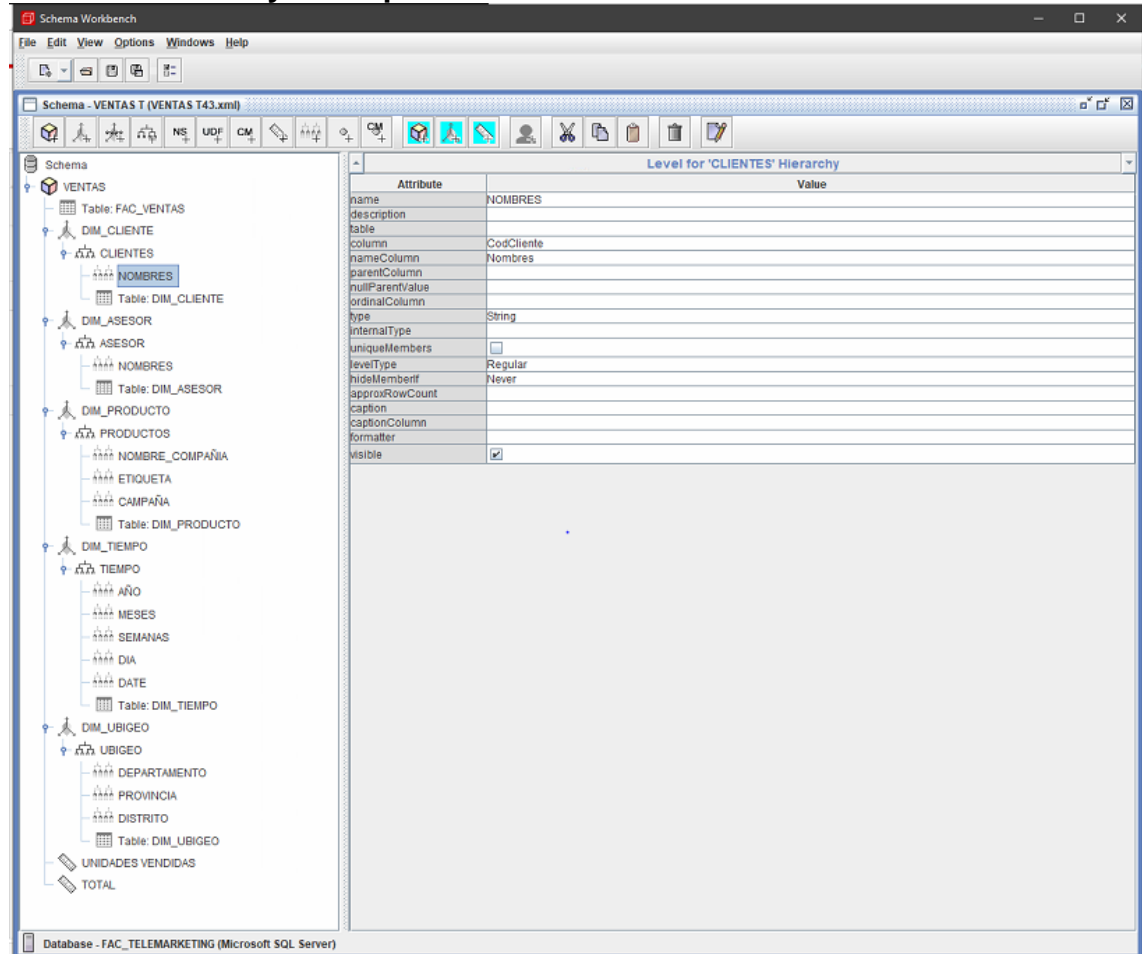 Schema Workbench
File Edit View Options Windows Help
Schema - VENTAS T (VENTAS T43.xml)
NS UDF CM CM
Schema
VENTAS
Table: FAC_VENTAS
DIM_CLIENTE
CLIENTES
NOMBRES
Table: DIM_CLIENTE
DIM_ASESOR
ASESOR
NOMBRES
Table: DIM_ASESOR
DIM_PRODUCTO
PRODUCTOS
NOMBRE_COMPAÑIA
ETIQUETA
CAMPAÑA
Table: DIM_PRODUCTO
DIM_TIEMPO
TIEMPO
AÑO
MESES
SEMANAS
DIA
DATE
Table: DIM_TIEMPO
DIM_UBIGEO
UBIGEO
DEPARTAMENTO
PROVINCIA
DISTRITO
Table: DIM_UBIGEO
UNIDADES VENDIDAS
TOTAL
Level for 'CLIENTES' Hierarchy
Attribute Value
name NOMBRES
description
table
column CodCliente
nameColumn Nombres
parentColumn
nullParentValue
ordinalColumn
type String
internalType
uniqueMembers
levelType Regular
hideMemberIf Never
approxRowCount
caption
captionColumn
formatter
visible
Database - FAC_TELEMARKETING (Microsoft SQL Server)